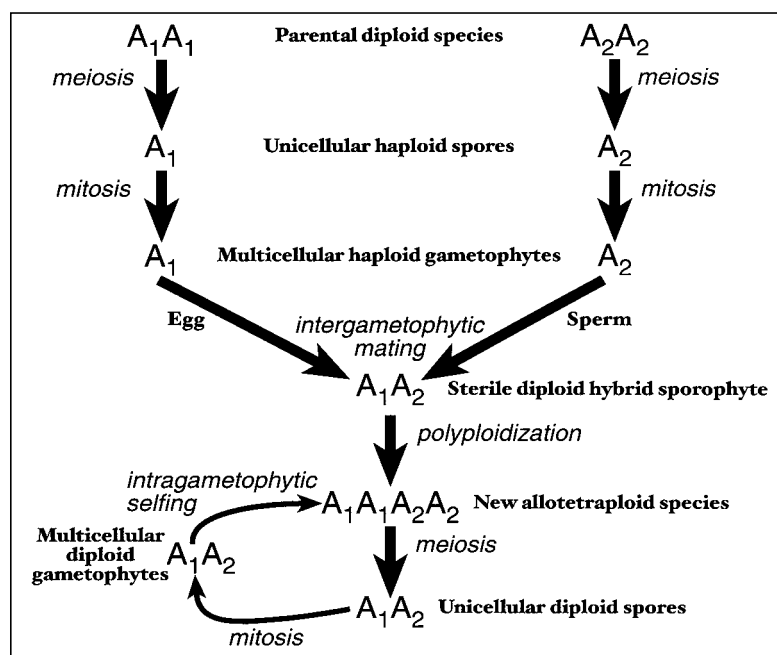 A₁A₁ Parental diploid species A₂A₂
meiosis meiosis
A₁ Unicellular haploid spores A₂
mitosis mitosis
A₁ Multicellular haploid gametophytes A₂
Egg intergametophytic Sperm
mating
A₁A₂ Sterile diploid hybrid sporophyte
polyploidization
intragametophytic
selfing
A₁A₁A₂A₂ New allotetraploid species
Multicellular
diploid
gametophytes A₁A₂
meiosis
A₁A₂ Unicellular diploid spores
mitosis